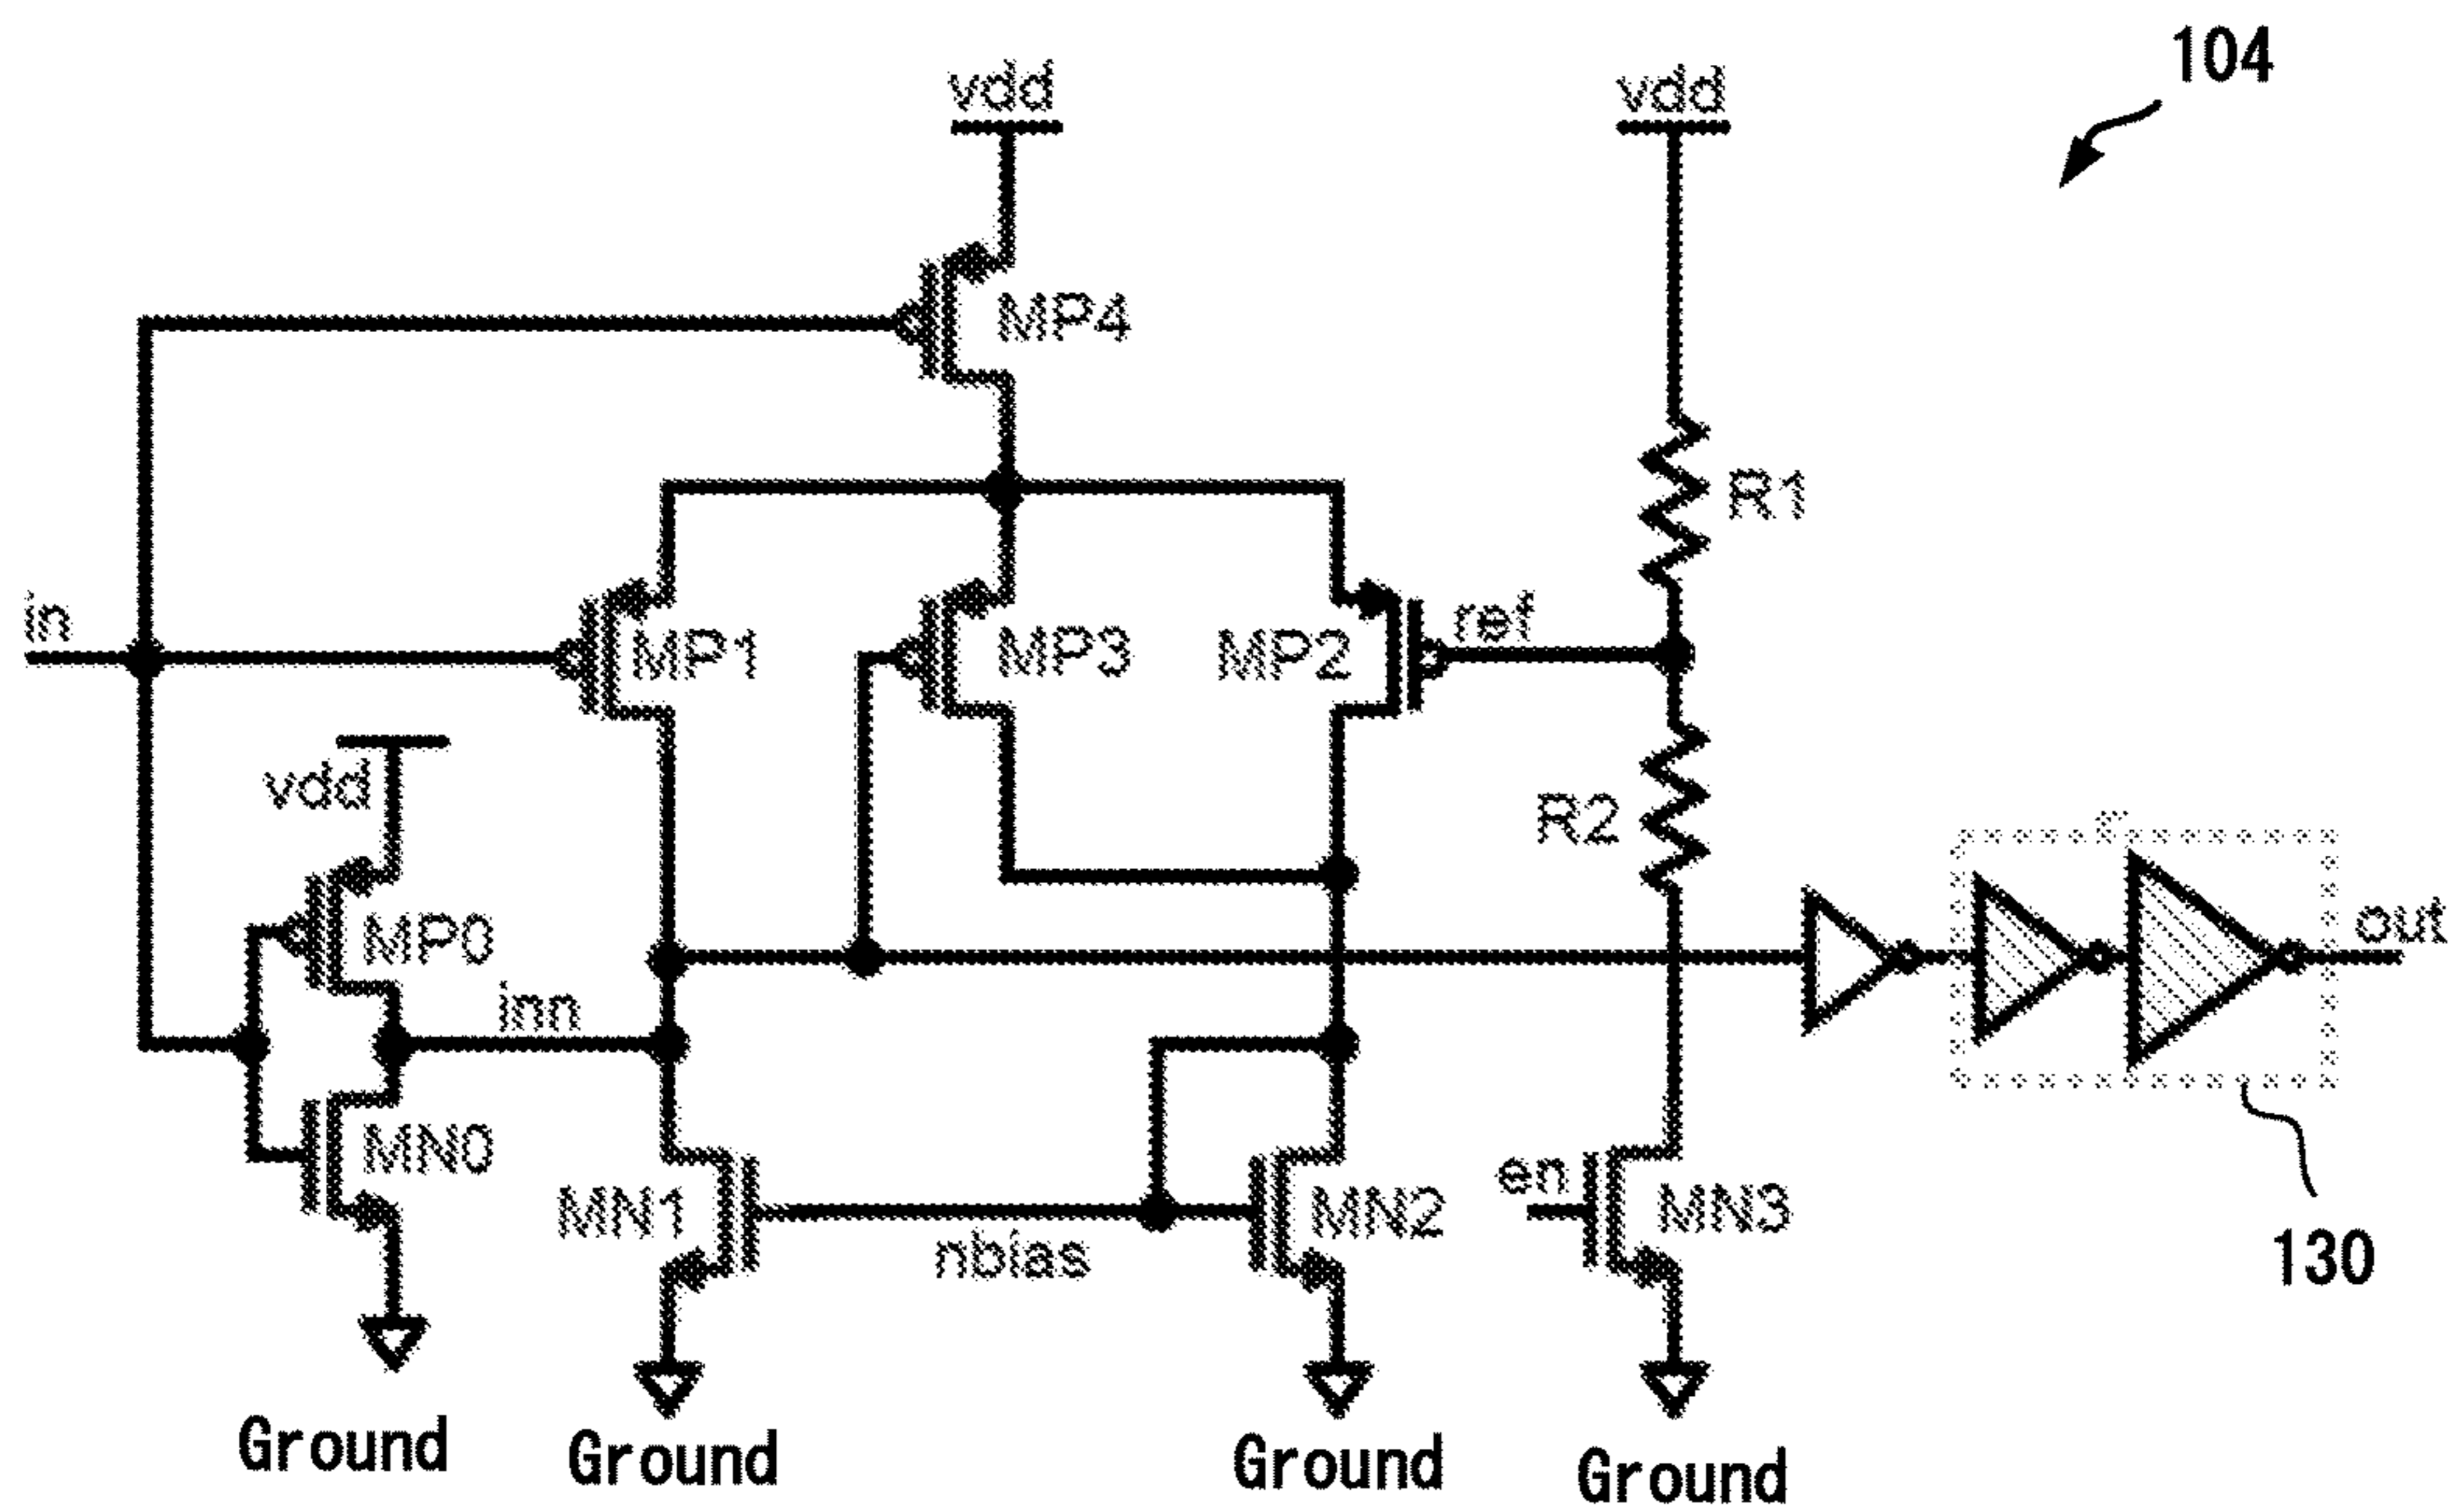 104
vdd
vdd
MP4
R1
in
MP1
MP3
MP2
ref
vdd
R2
MP0
out
inn
MN0
MN1
nbias
MN2
en
MN3
130
Ground
Ground
Ground
Ground